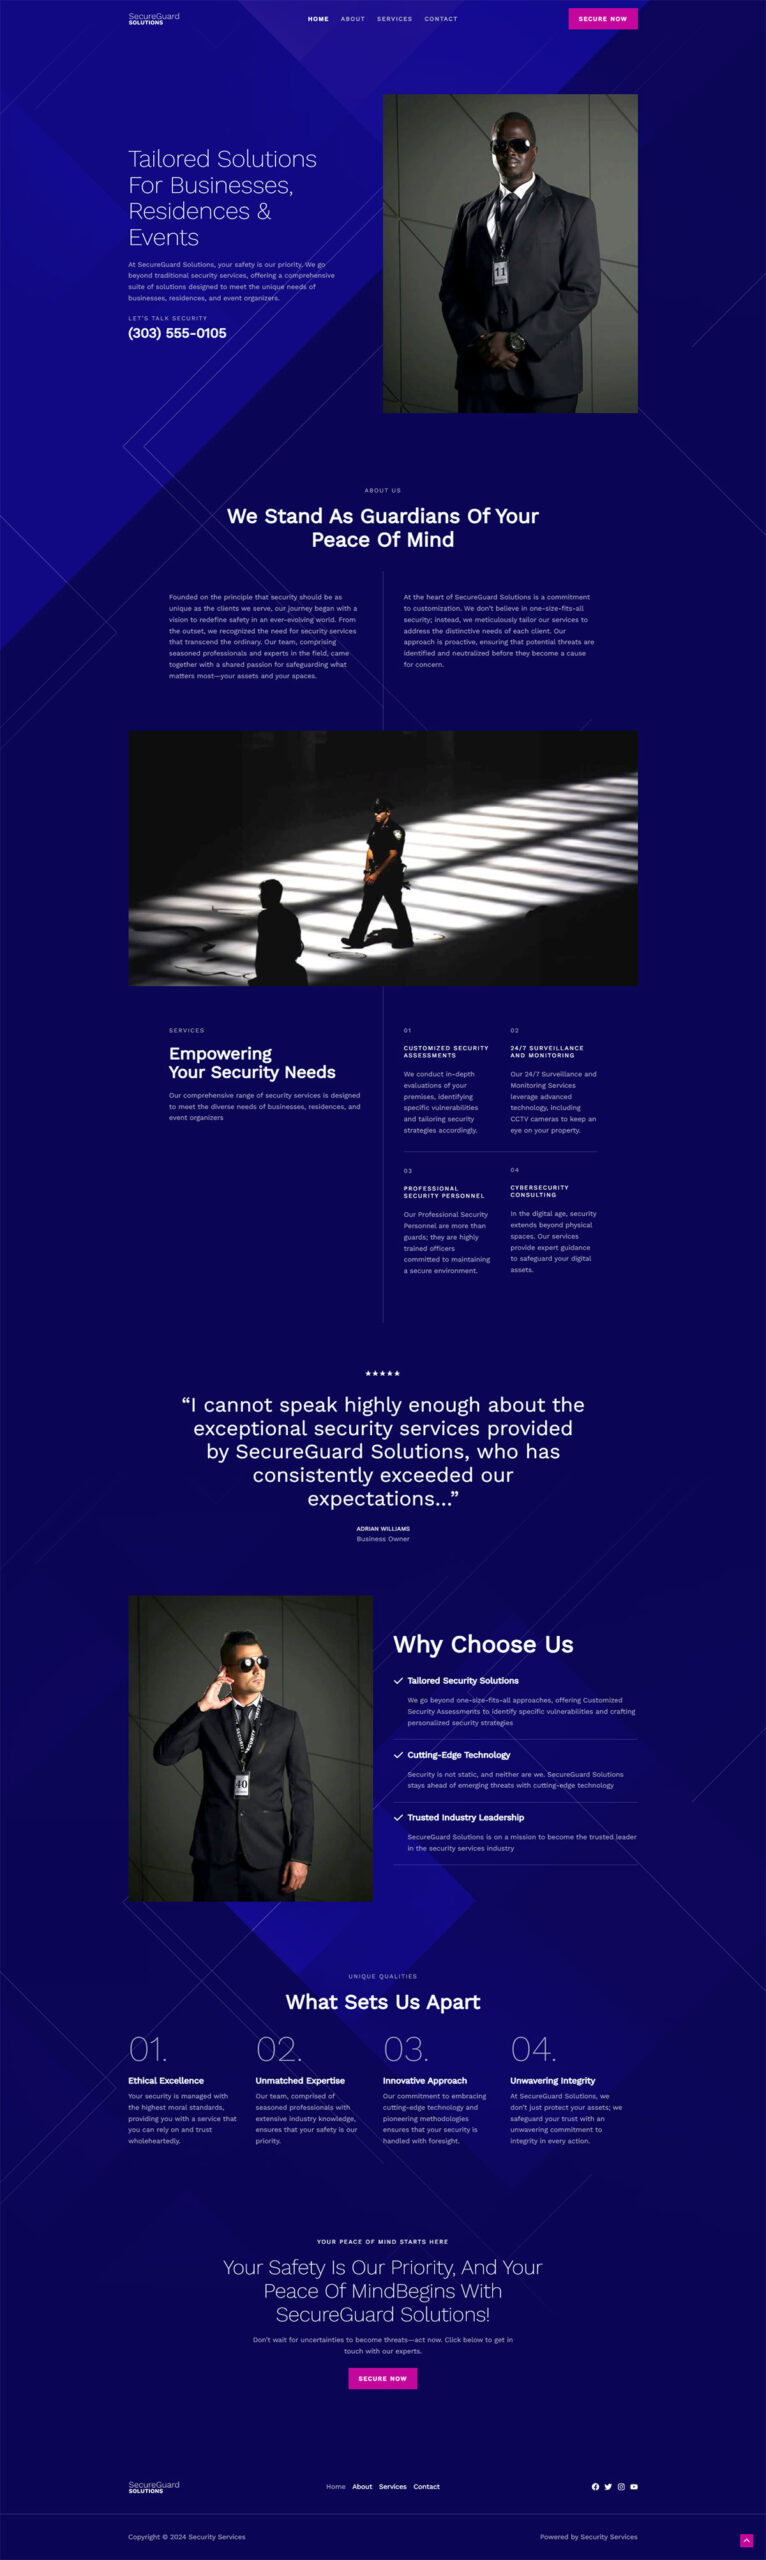 SecureGuard
SOLUTIONS
HOME ABOUT SERVICES CONTACT
SECURE NOW
Tailored Solutions
For Businesses,
Residences &
Events
At SecureGuard Solutions, your safety is our priority. We go
beyond traditional security services, offering a comprehensive
suite of solutions designed to meet the unique needs of
businesses, residences, and event organizers.
LET'S TALK SECURITY
(303) 555-0105
11
ABOUT US
We Stand As Guardians Of Your
Peace Of Mind
Founded on the principle that security should be as
unique as the clients we serve, our journey began with a
vision to redefine safety in an ever-evolving world. From
the outset, we recognized the need for security services
that transcend the ordinary. Our team, comprising
seasoned professionals and experts in the field, came
together with a shared passion for safeguarding what
matters most—your assets and your spaces.
At the heart of SecureGuard Solutions is a commitment
to customization. We don't believe in one-size-fits-all
security; instead, we meticulously tailor our services to
address the distinctive needs of each client. Our
approach is proactive, ensuring that potential threats are
identified and neutralized before they become a cause
for concern.
SERVICES
Empowering
Your Security Needs
Our comprehensive range of security services is designed
to meet the diverse needs of businesses, residences, and
event organizers
01
CUSTOMIZED SECURITY
ASSESSMENTS
We conduct in-depth
evaluations of your
premises, identifying
specific vulnerabilities
and tailoring security
strategies accordingly.
02
24/7 SURVEILLANCE
AND MONITORING
Our 24/7 Surveillance and
Monitoring Services
leverage advanced
technology, including
CCTV cameras to keep an
eye on your property.
03
PROFESSIONAL
SECURITY PERSONNEL
Our Professional Security
Personnel are more than
guards; they are highly
trained officers
committed to maintaining
a secure environment.
04
CYBERSECURITY
CONSULTING
In the digital age, security
extends beyond physical
spaces. Our services
provide expert guidance
to safeguard your digital
assets.
★★★★★
“I cannot speak highly enough about the
exceptional security services provided
by SecureGuard Solutions, who has
consistently exceeded our
expectations...”
ADRIAN WILLIAMS
Business Owner
SECURITY
40
Why Choose Us
Tailored Security Solutions
We go beyond one-size-fits-all approaches, offering Customized
Security Assessments to identify specific vulnerabilities and crafting
personalized security strategies
Cutting-Edge Technology
Security is not static, and neither are we. SecureGuard Solutions
stays ahead of emerging threats with cutting-edge technology
Trusted Industry Leadership
SecureGuard Solutions is on a mission to become the trusted leader
in the security services industry
UNIQUE QUALITIES
What Sets Us Apart
01.
Ethical Excellence
Your security is managed with
the highest moral standards,
providing you with a service that
you can rely on and trust
wholeheartedly.
02.
Unmatched Expertise
Our team, comprised of
seasoned professionals with
extensive industry knowledge,
ensures that your safety is our
priority.
03.
Innovative Approach
Our commitment to embracing
cutting-edge technology and
pioneering methodologies
ensures that your security is
handled with foresight.
04.
Unwavering Integrity
At SecureGuard Solutions, we
don't just protect your assets; we
safeguard your trust with an
unwavering commitment to
integrity in every action.
YOUR PEACE OF MIND STARTS HERE
Your Safety Is Our Priority, And Your
Peace Of MindBegins With
SecureGuard Solutions!
Don't wait for uncertainties to become threats—act now. Click below to get in
touch with our experts.
SECURE NOW
SecureGuard
SOLUTIONS
Home About Services Contact
Copyright © 2024 Security Services
Powered by Security Services